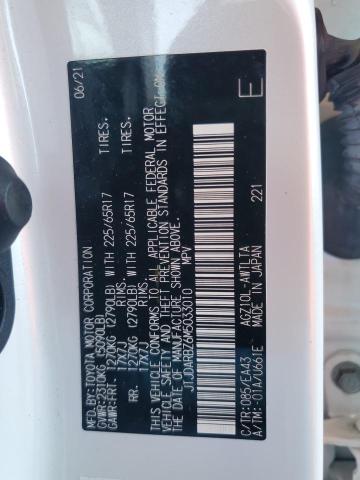 MFD. BY:TOYOTA MOTOR CORPORATION 06/21
GVWR:2310KG (5090LB)
GAWR:FRT. 1270KG (2790LB) WITH 225/65R17
17X7J RIMS.
RR. 1270KG (2790LB) WITH 225/65R17
17X7J RIMS.
THIS VEHICLE CONFORMS TO ALL APPLICABLE FEDERAL MOTOR
VEHICLE SAFETY AND THEFT PREVENTION STANDARDS IN EFFECT ON
THE DATE OF MANUFACTURE SHOWN ABOVE.
JTJDARBZ6M5033010 MPV
C/TR:085/EA43 AGZ10L-AWTLTA 221 E
A/TM:-01A/U661E MADE IN JAPAN